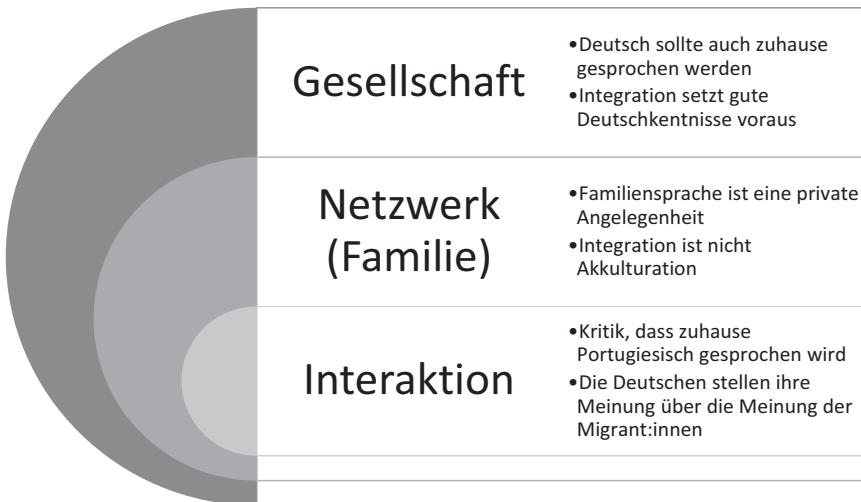 Gesellschaft
•Deutsch sollte auch zuhause
gesprochen werden
•Integration setzt gute
Deutschkentnisse voraus
Netzwerk
(Familie)
•Familiensprache ist eine private
Angelegenheit
•Integration ist nicht
Akkulturation
Interaktion
•Kritik, dass zuhause
Portugiesisch gesprochen wird
•Die Deutschen stellen ihre
Meinung über die Meinung der
Migrant:innen